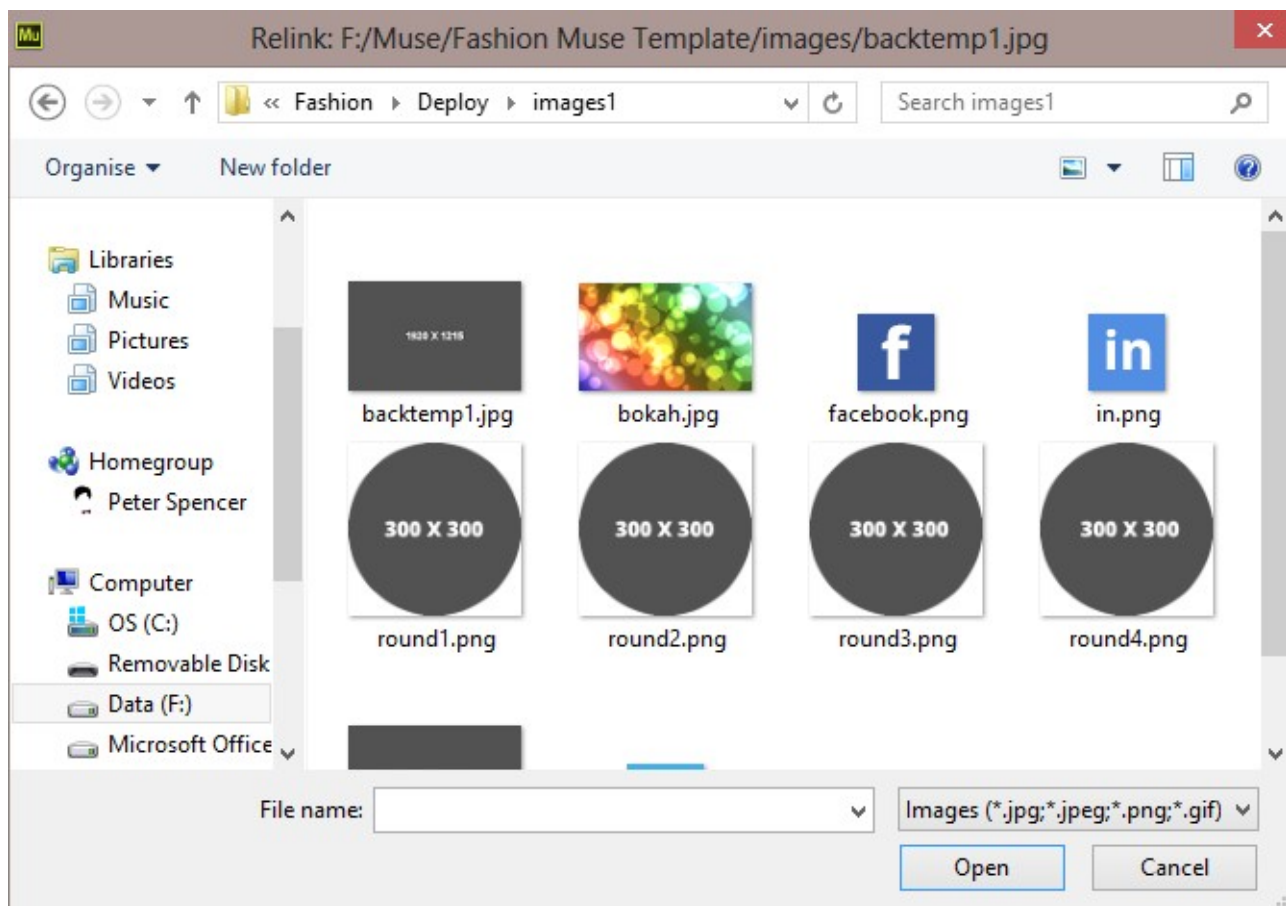 Mu
Relink: F:/Muse/Fashion Muse Template/images/backtemp1.jpg
x
« Fashion Deploy images1
Search images1
Organise
New folder
?
Libraries
Music
Pictures
Videos
Homegroup
Peter Spencer
Computer
OS (C:)
Removable Disk
Data (F:)
Microsoft Office
1920 X 1215
f
in
backtemp1.jpg
bokah.jpg
facebook.png
in.png
300 X 300
300 X 300
300 X 300
300 X 300
round1.png
round2.png
round3.png
round4.png
File name:
Images (*.jpg;*.jpeg;*.png;*.gif)
Open
Cancel